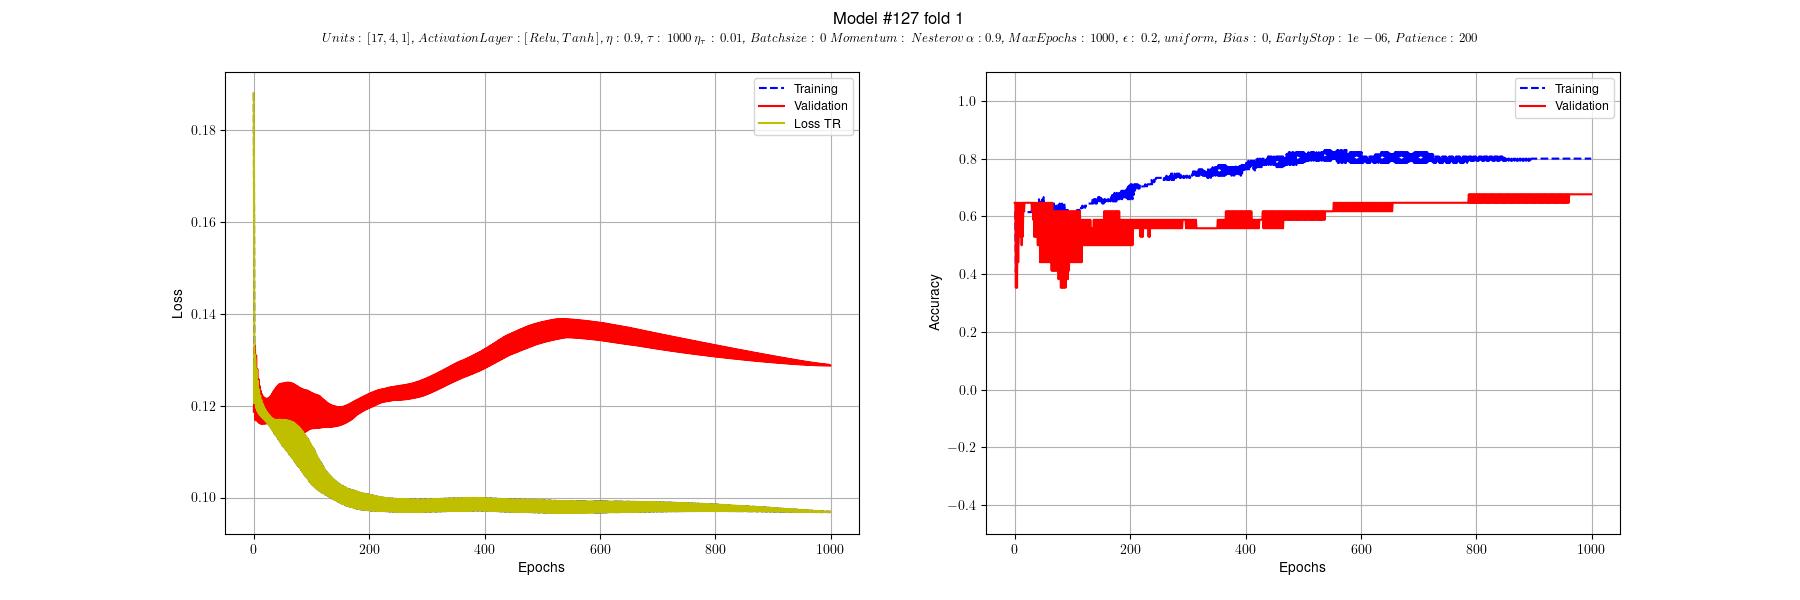 Model #127 fold 1
Units : [17, 4, 1], ActivationLayer : [Relu, Tanh], η : 0.9, τ : 1000 η_τ : 0.01, Batchsize : 0 Momentum : Nesterov α : 0.9, MaxEpochs : 1000, ϵ : 0.2, uniform, Bias : 0, EarlyStop : 1e − 06, Patience : 200
Training
Validation
Loss TR
0.18
0.16
0.14
0.12
0.10
Loss
0 200 400 600 800 1000
Epochs
Training
Validation
1.0
0.8
0.6
0.4
0.2
0.0
−0.2
−0.4
Accuracy
0 200 400 600 800 1000
Epochs